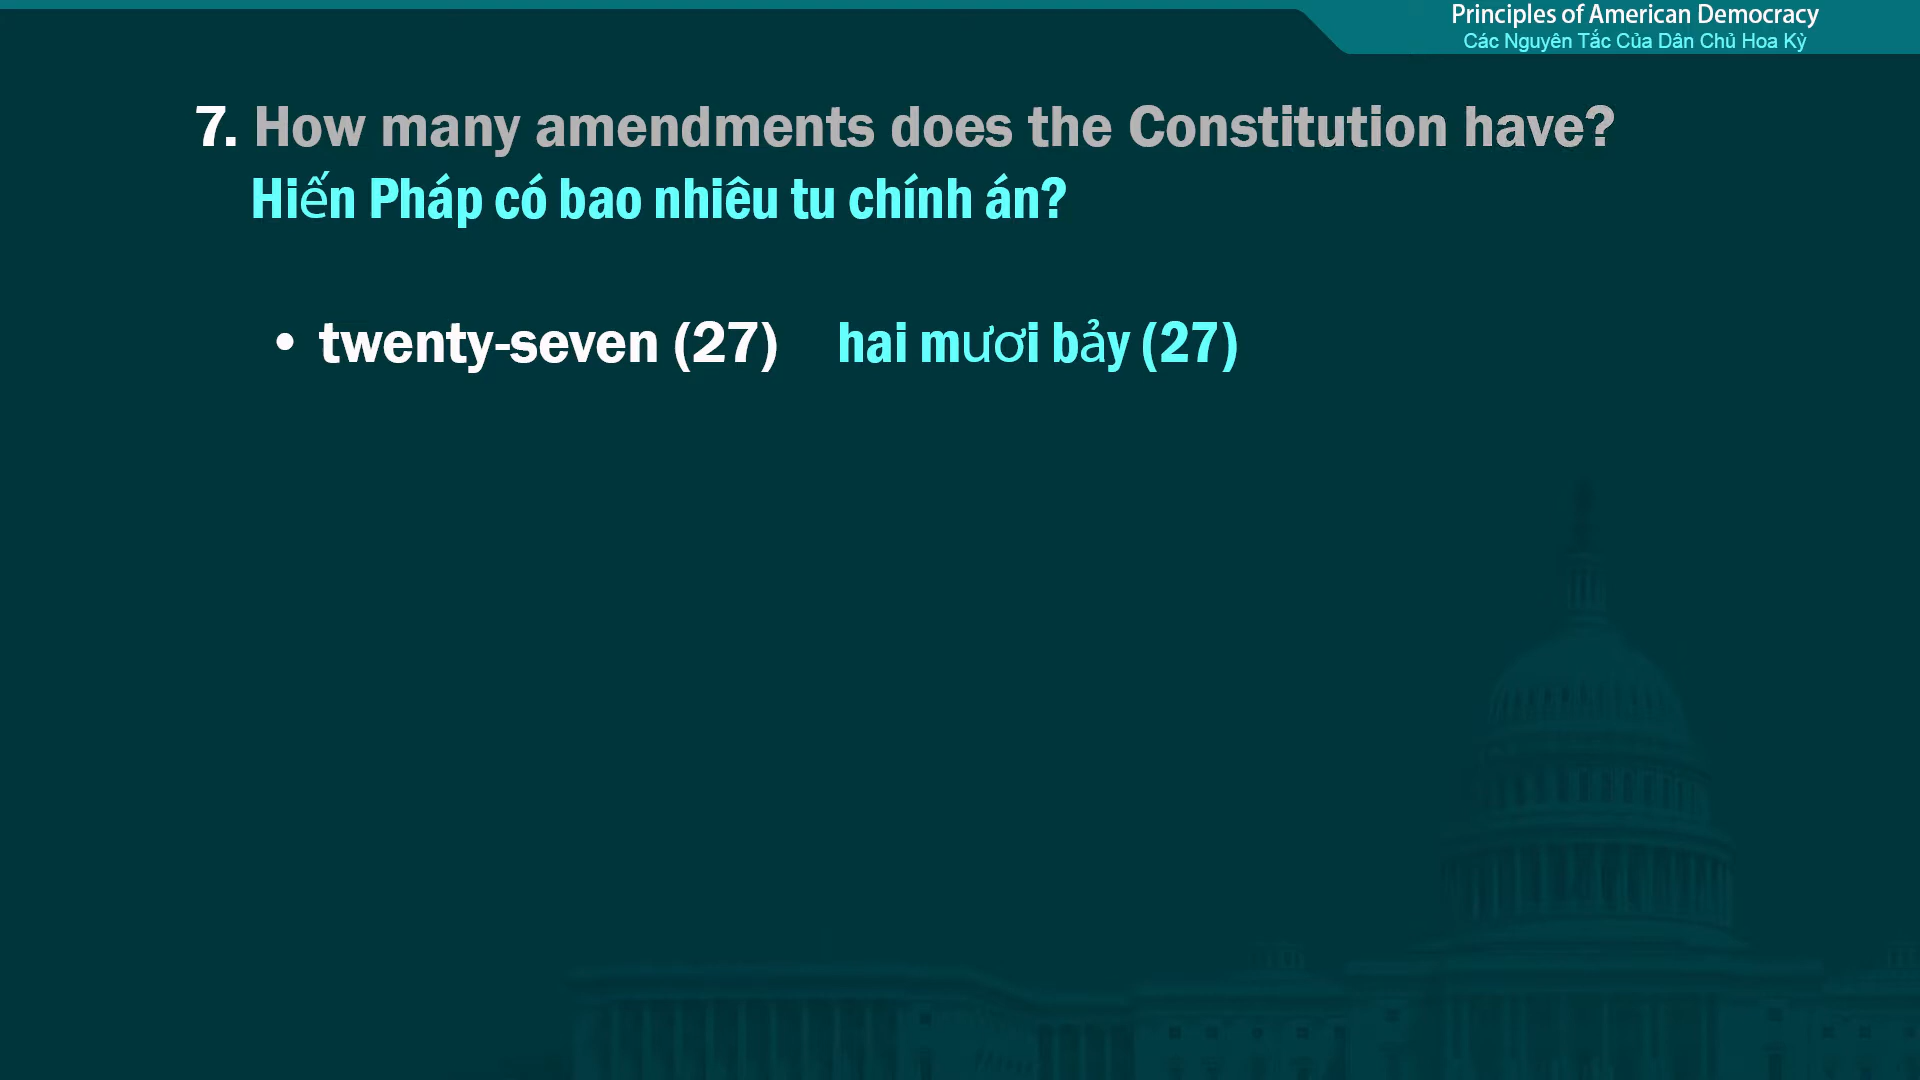 Principles of American Democracy
Các Nguyên Tắc Của Dân Chủ Hoa Kỳ
7. How many amendments does the Constitution have?
Hiến Pháp có bao nhiêu tu chính án?
• twenty-seven (27) hai mươi bảy (27)